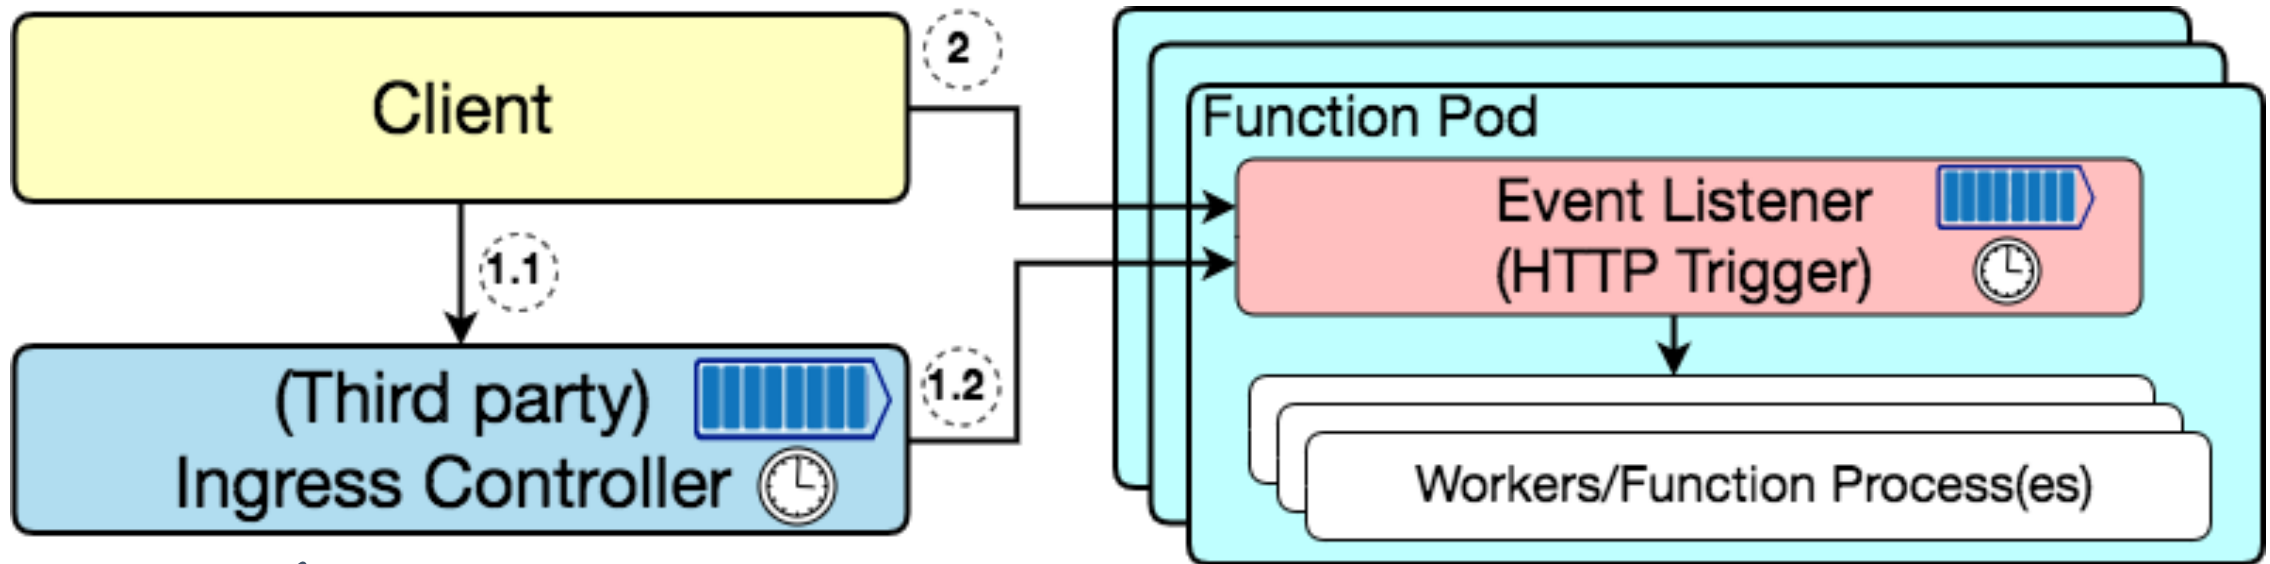 Client
2
1.1
(Third party)
Ingress Controller
1.2
Function Pod
Event Listener
(HTTP Trigger)
Workers/Function Process(es)